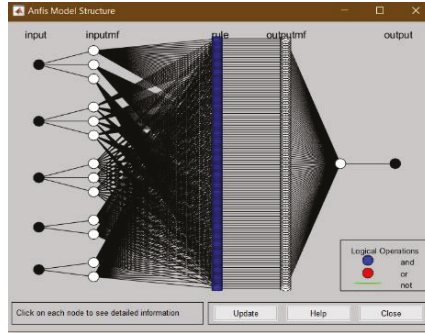 Anfis Model Structure
input inputmf rule outputmf output
Logical Operations
and
or
not
Click on each node to see detailed information
Update Help Close